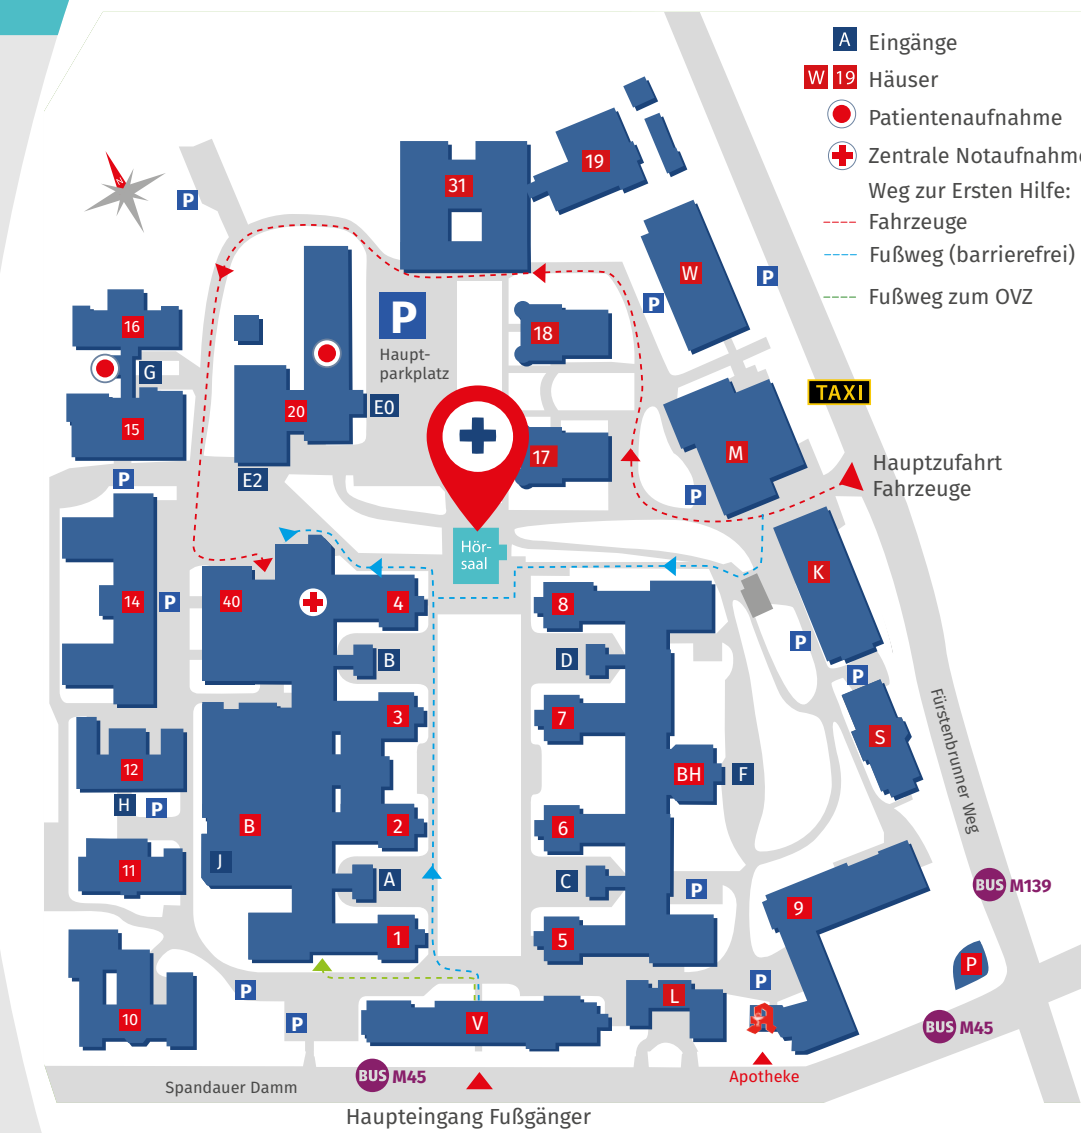 A Eingänge
W 19 Häuser
Patientenaufnahme
Zentrale Notaufnahme
Weg zur Ersten Hilfe:
Fahrzeuge
Fußweg (barrierefrei)
Fußweg zum OVZ
N
P
31
19
W
P
P
P
Haupt-
parkplatz
18
16
G
15
20
E0
E2
P
17
M
P
TAXI
Hauptzufahrt
Fahrzeuge
Hör-
saal
14
P
40
4
8
K
B
D
P
P
3
7
S
Fürstenbrunner Weg
12
H
P
BH
F
B
2
6
J
11
A
C
P
BUS M139
9
1
5
P
10
P
P
V
L
P
BUS M45
Apotheke
BUS M45
Spandauer Damm
Haupteingang Fußgänger